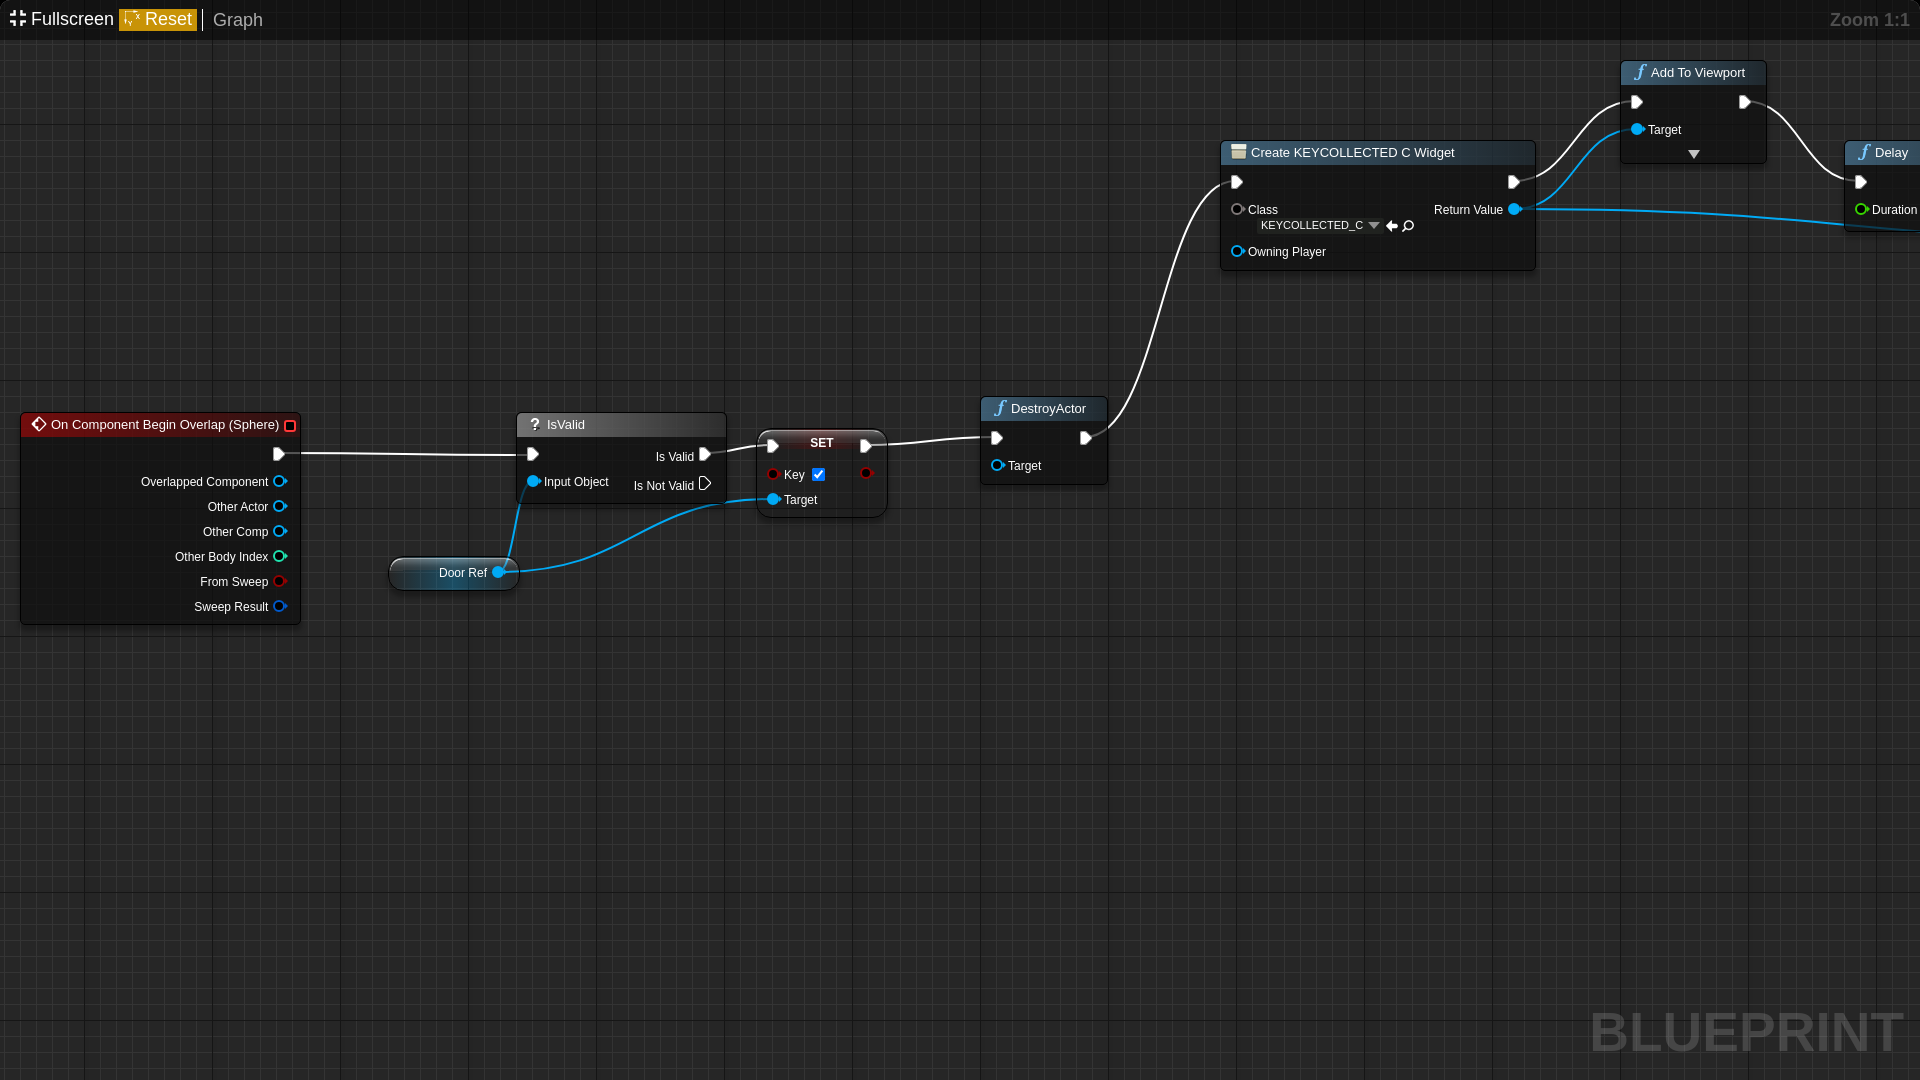 Fullscreen Reset Graph Zoom 1:1
Add To Viewport
Target
Create KEYCOLLECTED C Widget
Class
KEYCOLLECTED_C
Owning Player
Return Value
Delay
Duration
On Component Begin Overlap (Sphere)
Overlapped Component
Other Actor
Other Comp
Other Body Index
From Sweep
Sweep Result
? IsValid
Input Object
Is Valid
Is Not Valid
Door Ref
SET
Key
Target
DestroyActor
Target
BLUEPRINT